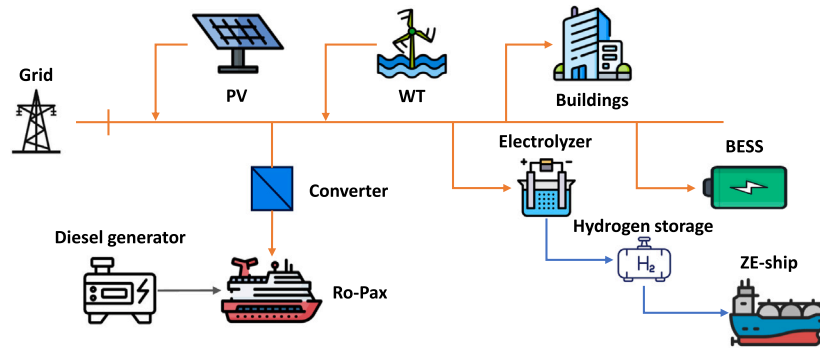 Grid
PV
WT
Buildings
Electrolyzer
+ −
BESS
Converter
Hydrogen storage
Diesel generator
H₂
ZE-ship
Ro-Pax